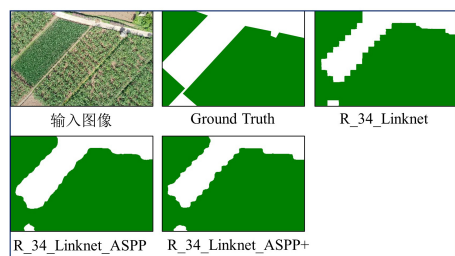 输入图像
Ground Truth
R_34_Linknet
R_34_Linknet_ASPP
R_34_Linknet_ASPP+